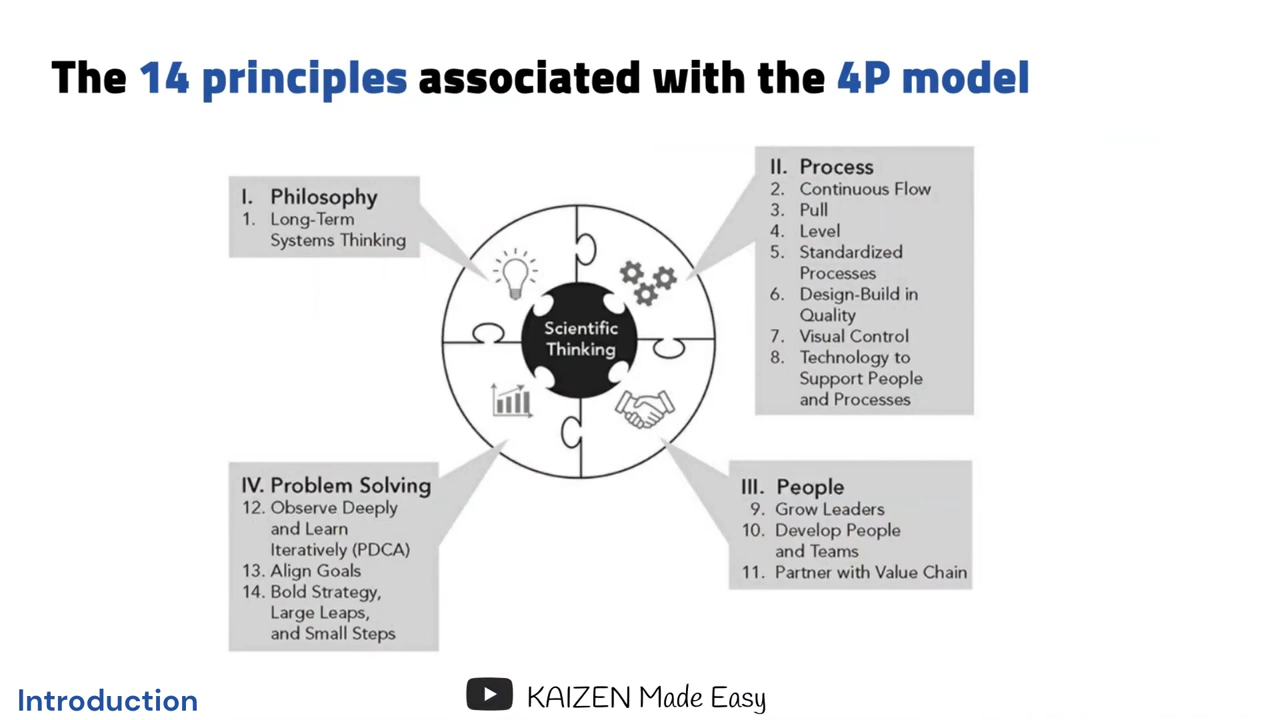 The 14 principles associated with the 4P model
I. Philosophy
1. Long-Term
Systems Thinking
II. Process
2. Continuous Flow
3. Pull
4. Level
5. Standardized
Processes
6. Design-Build in
Quality
7. Visual Control
8. Technology to
Support People
and Processes
Scientific
Thinking
III. People
9. Grow Leaders
10. Develop People
and Teams
11. Partner with Value Chain
IV. Problem Solving
12. Observe Deeply
and Learn
Iteratively (PDCA)
13. Align Goals
14. Bold Strategy,
Large Leaps,
and Small Steps
Introduction
KAIZEN Made Easy